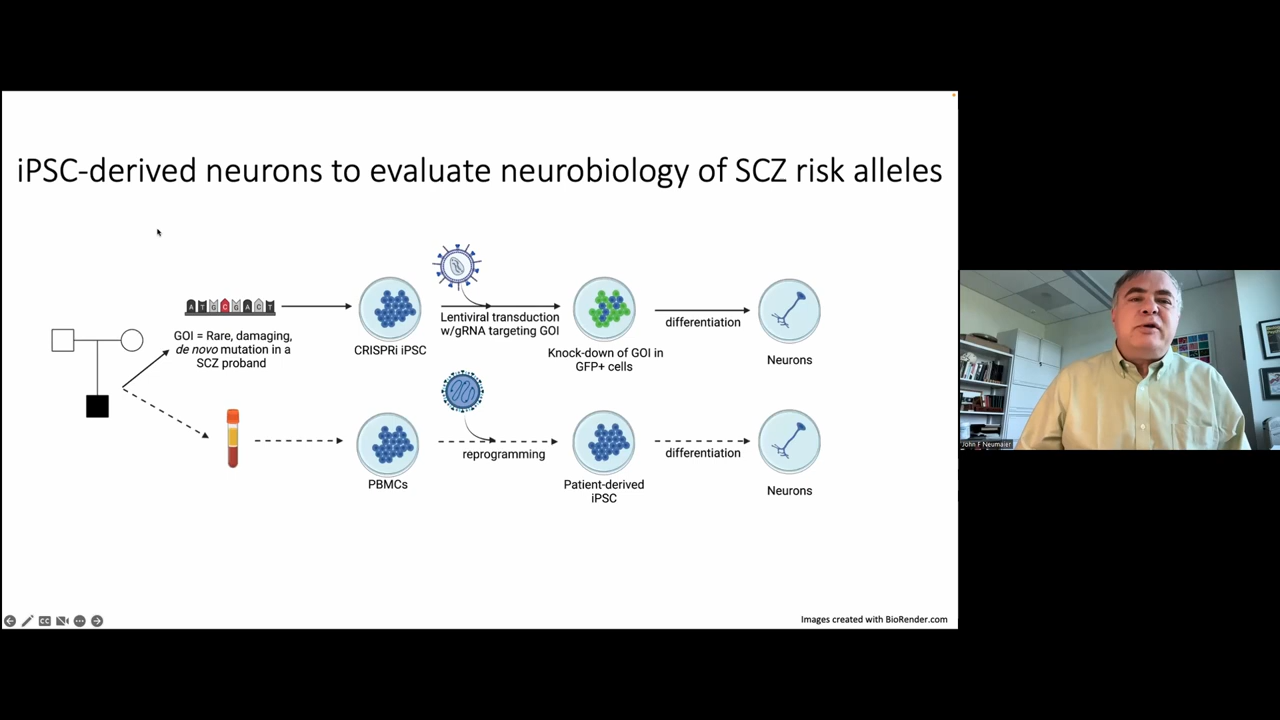 iPSC-derived neurons to evaluate neurobiology of SCZ risk alleles
A T G C G A C T
GOI = Rare, damaging,
de novo mutation in a
SCZ proband
CRISPRi iPSC
Lentiviral transduction
w/gRNA targeting GOI
Knock-down of GOI in
GFP+ cells
differentiation
Neurons
PBMCs
reprogramming
Patient-derived
iPSC
differentiation
Neurons
CC
Images created with BioRender.com
John F Neumaier